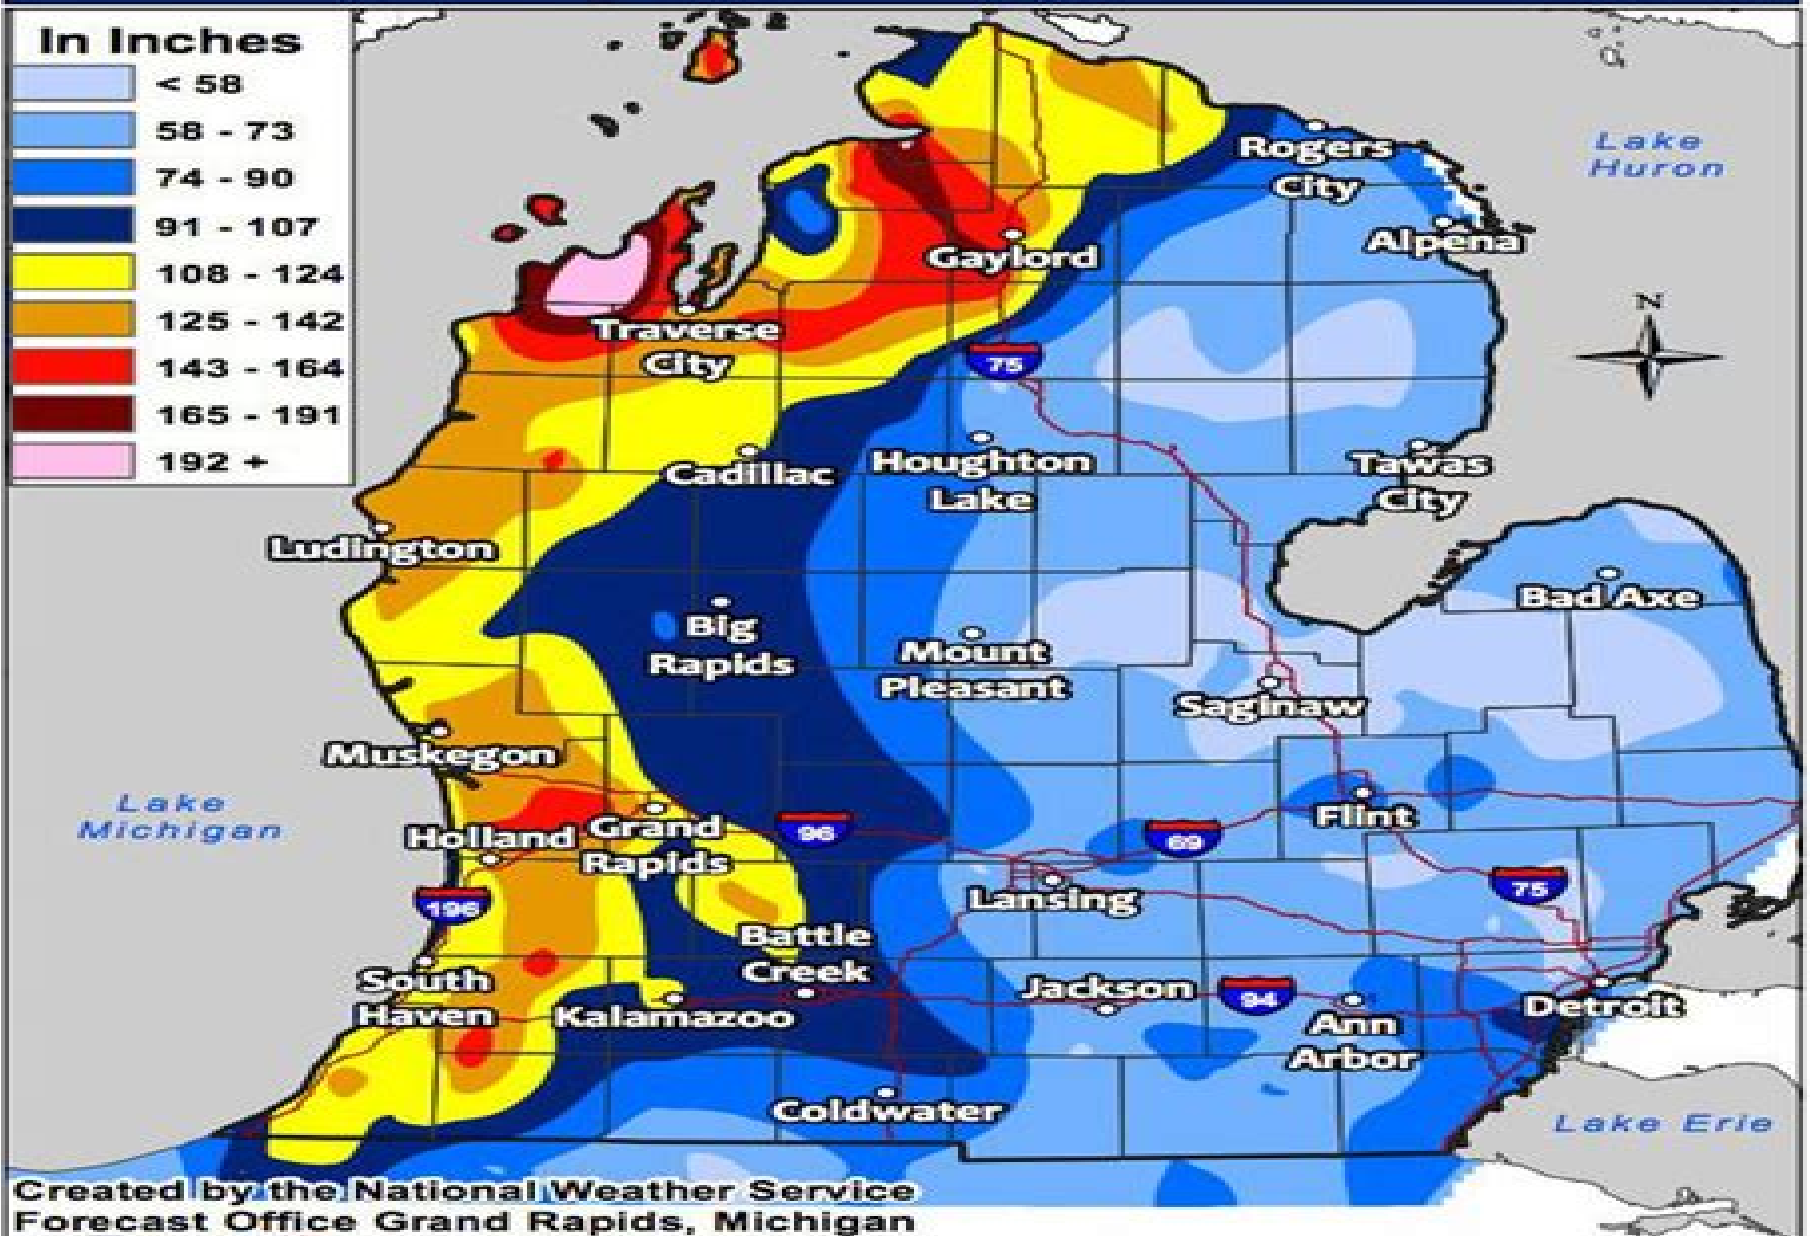 In Inches
< 58
58 - 73
74 - 90
91 - 107
108 - 124
125 - 142
143 - 164
165 - 191
192 +
Lake
Huron
Rogers
City
Alpena
Gaylord
N
Traverse
City
75
Cadillac
Houghton
Lake
Tawas
City
Ludington
Bad Axe
Big
Rapids
Mount
Pleasant
Saginaw
Muskegon
Lake
Michigan
Holland
Grand
Rapids
96
69
Flint
75
196
Lansing
Battle
Creek
South
Haven
Kalamazoo
Jackson
94
Ann
Arbor
Detroit
Coldwater
Lake Erie
Created by the National Weather Service
Forecast Office Grand Rapids, Michigan